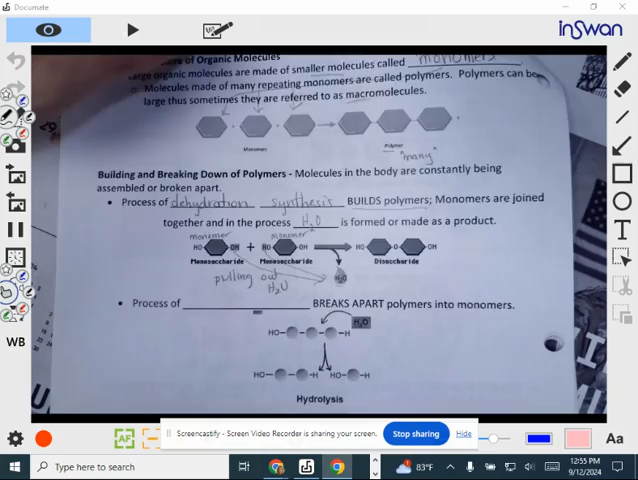 Documate
inswan
Structure of Organic Molecules
Large organic molecules are made of smaller molecules called monomers
Molecules made of many repeating monomers are called polymers. Polymers can be
large thus sometimes they are referred to as macromolecules.
Monomers
Polymer
"many"
Building and Breaking Down of Polymers - Molecules in the body are constantly being
assembled or broken apart.
• Process of dehydration synthesis BUILDS polymers; Monomers are joined
together and in the process H2O is formed or made as a product.
monomer monomer
HO OH + HO OH HO O OH
Monosaccharide Monosaccharide Disaccharide
H2O
pulling out
H2O
• Process of BREAKS APART polymers into monomers.
H2O
HO H
HO H HO H
Hydrolysis
WB
Screencastify - Screen Video Recorder is sharing your screen. Stop sharing Hide
AF Aa
Type here to search 83°F 12:55 PM
9/12/2024